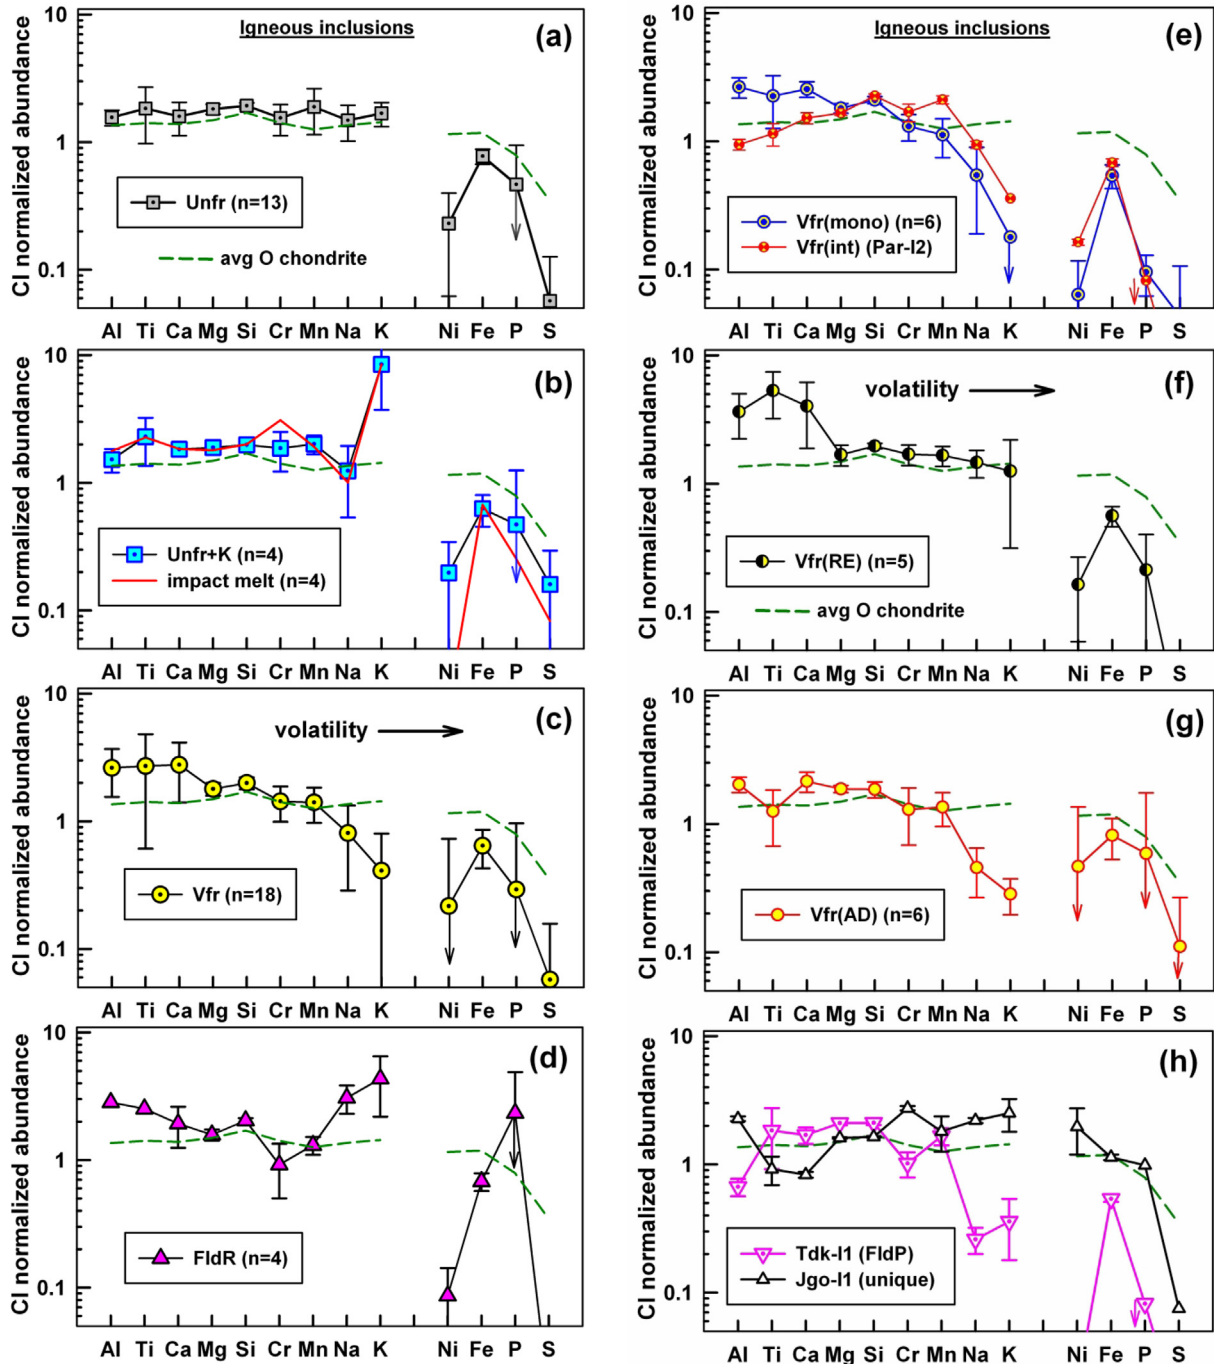 Igneous inclusions
(a)
CI normalized abundance
10
1
0.1
Unfr (n=13)
avg O chondrite
Al Ti Ca Mg Si Cr Mn Na K Ni Fe P S
(b)
CI normalized abundance
10
1
0.1
Unfr+K (n=4)
impact melt (n=4)
Al Ti Ca Mg Si Cr Mn Na K Ni Fe P S
(c)
CI normalized abundance
10
1
0.1
volatility
Vfr (n=18)
Al Ti Ca Mg Si Cr Mn Na K Ni Fe P S
(d)
CI normalized abundance
10
1
0.1
FldR (n=4)
Al Ti Ca Mg Si Cr Mn Na K Ni Fe P S
Igneous inclusions
(e)
CI normalized abundance
10
1
0.1
Vfr(mono) (n=6)
Vfr(int) (Par-I2)
Al Ti Ca Mg Si Cr Mn Na K Ni Fe P S
(f)
CI normalized abundance
10
1
0.1
volatility
Vfr(RE) (n=5)
avg O chondrite
Al Ti Ca Mg Si Cr Mn Na K Ni Fe P S
(g)
CI normalized abundance
10
1
0.1
Vfr(AD) (n=6)
Al Ti Ca Mg Si Cr Mn Na K Ni Fe P S
(h)
CI normalized abundance
10
1
0.1
Tdk-I1 (FldP)
Jgo-I1 (unique)
Al Ti Ca Mg Si Cr Mn Na K Ni Fe P S